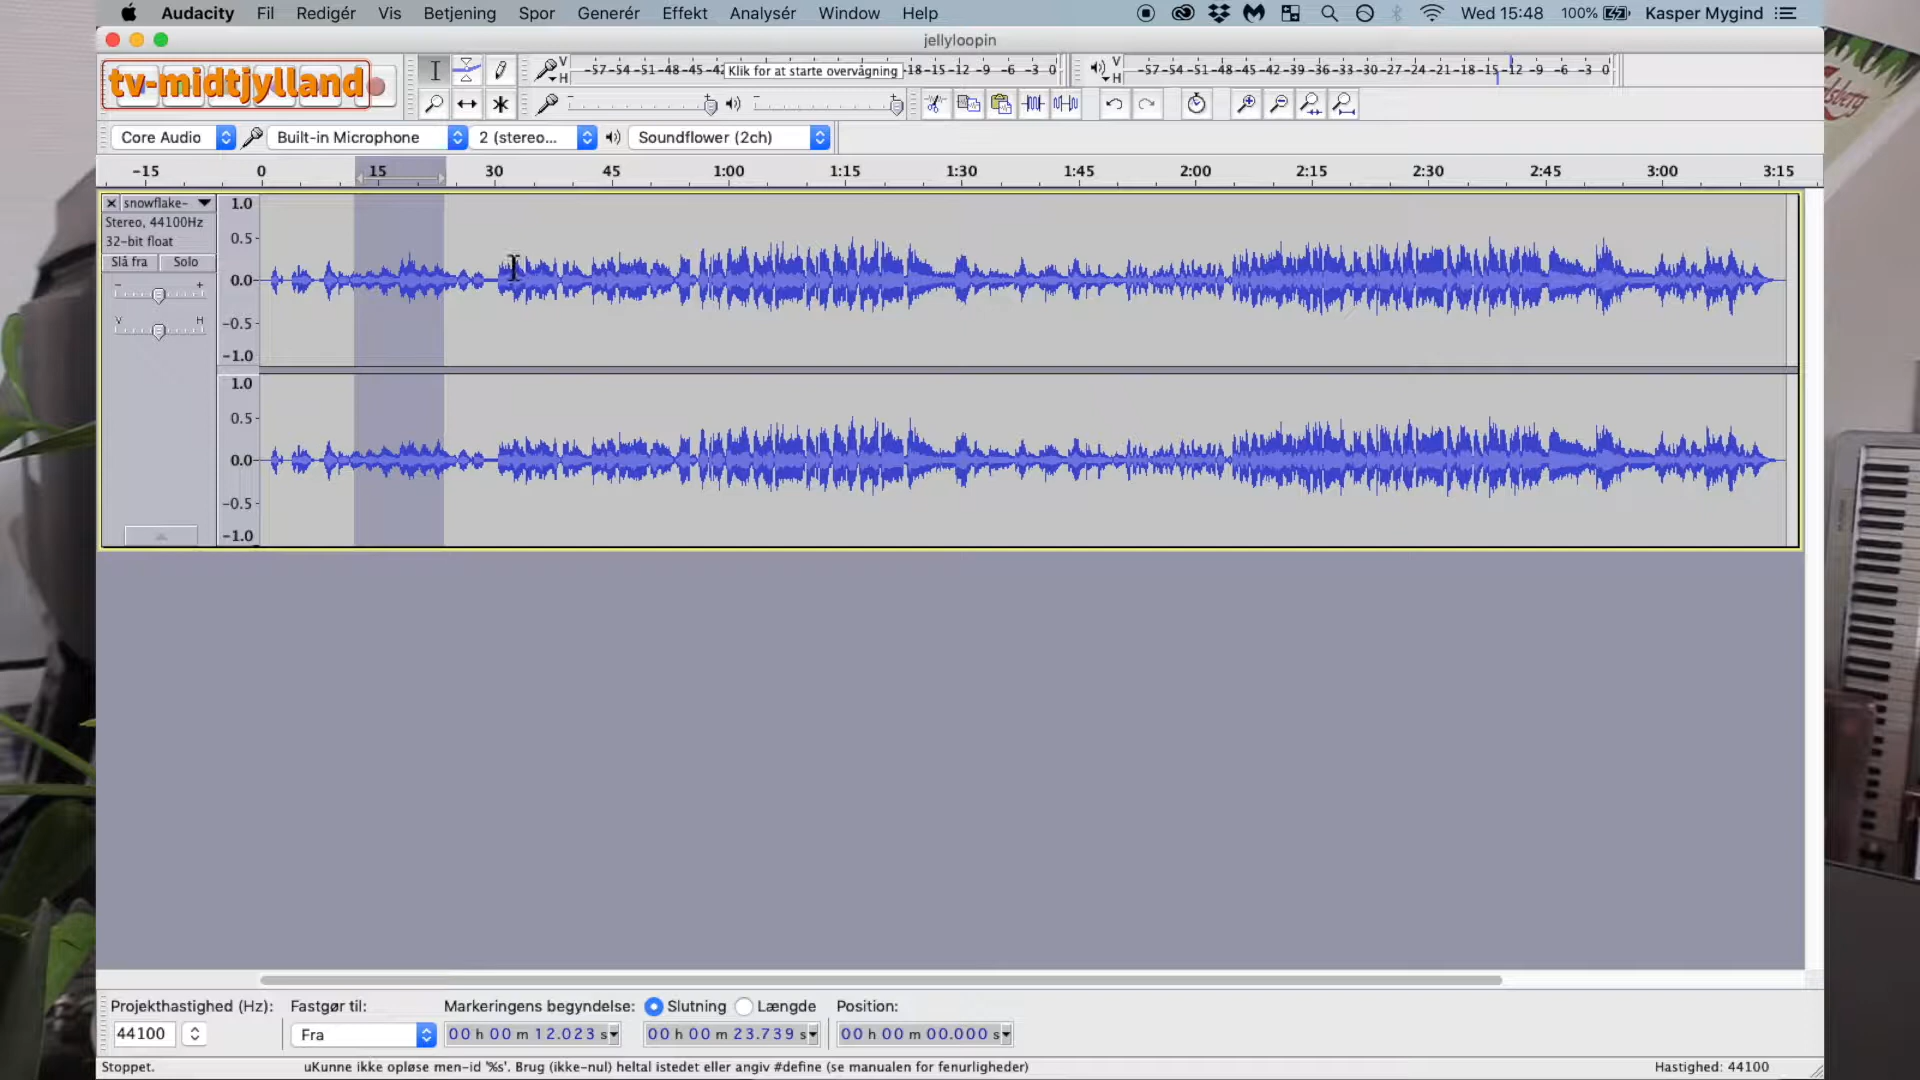 Audacity Fil Redigér Vis Betjening Spor Generér Effekt Analysér Window Help Wed 15:48 100% Kasper Mygind
jellyloopin
tv-midtjylland
V H -57 -54 -51 -48 -45 -42 Klik for at starte overvågning -18 -15 -12 -9 -6 -3 0
V H -57 -54 -51 -48 -45 -42 -39 -36 -33 -30 -27 -24 -21 -18 -15 -12 -9 -6 -3 0
Core Audio Built-in Microphone 2 (stereo... Soundflower (2ch)
-15 0 15 30 45 1:00 1:15 1:30 1:45 2:00 2:15 2:30 2:45 3:00 3:15
snowflake-
Stereo, 44100Hz
32-bit float
Slå fra Solo
- +
V H
1.0
0.5
0.0
-0.5
-1.0
1.0
0.5
0.0
-0.5
-1.0
Projekthastighed (Hz): Fastgør til: Markeringens begyndelse: Slutning Længde Position:
44100 Fra 00 h 00 m 12.023 s 00 h 00 m 23.739 s 00 h 00 m 00.000 s
Stoppet. uKunne ikke opløse men-id '%s'. Brug (ikke-nul) heltal istedet eller angiv #define (se manualen for fenurligheder) Hastighed: 44100